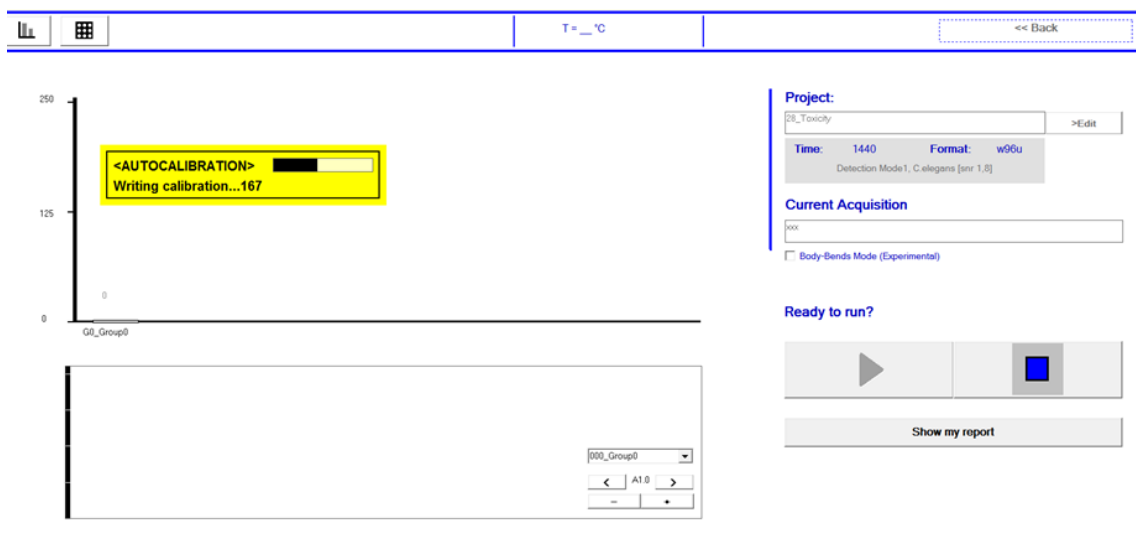 T = __ °C
<< Back
250
125
0
<AUTOCALIBRATION>
Writing calibration...167
0
G0_Group0
000_Group0
< A1.0 >
- +
Project:
28_Toxicity
>Edit
Time: 1440 Format: w96u
Detection Mode1, C.elegans [snr 1,8]
Current Acquisition
xxx
Body-Bends Mode (Experimental)
Ready to run?
Show my report